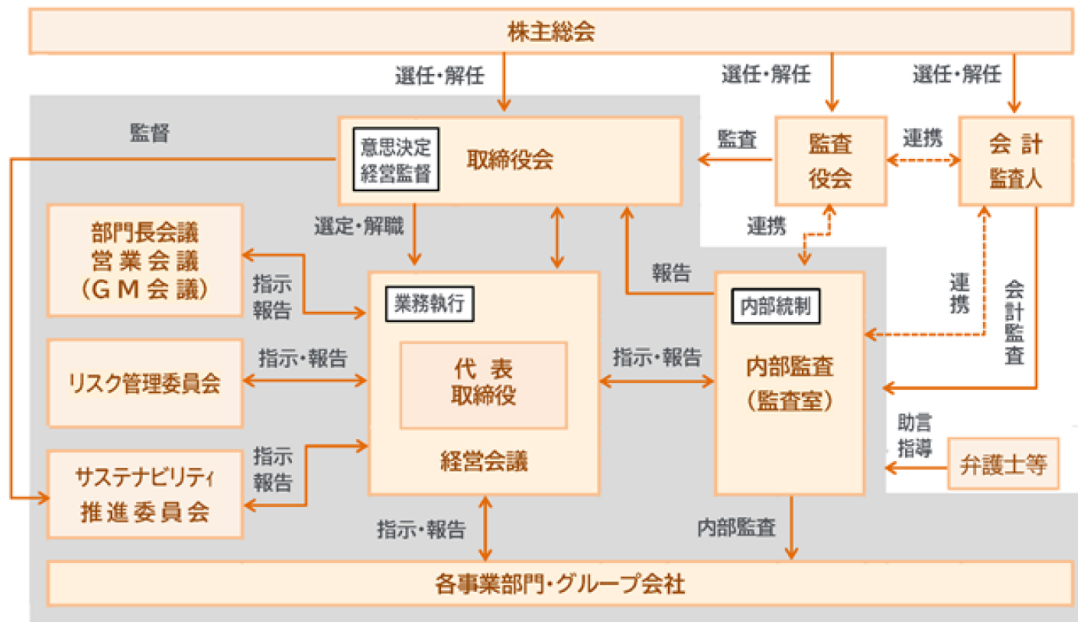 株主総会
選任・解任
選任・解任
選任・解任
監督
意思決定
経営監督
取締役会
監査
監査
役会
連携
会計
監査人
選定・解職
連携
部門長会議
営業会議
(GM会議)
指示
報告
報告
業務執行
内部統制
連携
会計監査
代表
取締役
経営会議
指示・報告
リスク管理委員会
指示・報告
内部監査
(監査室)
助言
指導
弁護士等
サステナビリティ
推進委員会
指示
報告
指示・報告
内部監査
各事業部門・グループ会社